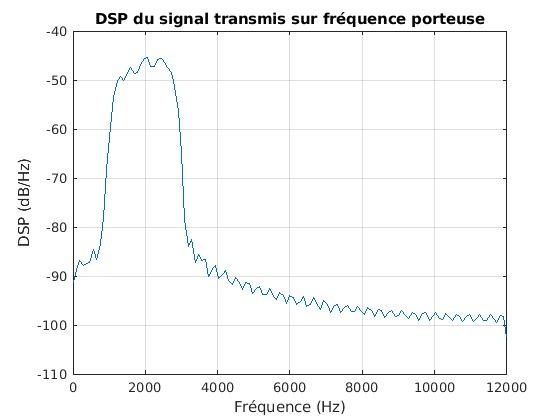 DSP du signal transmis sur fréquence porteuse
-40
-50
-60
-70
-80
-90
-100
-110
DSP (dB/Hz)
0 2000 4000 6000 8000 10000 12000
Fréquence (Hz)